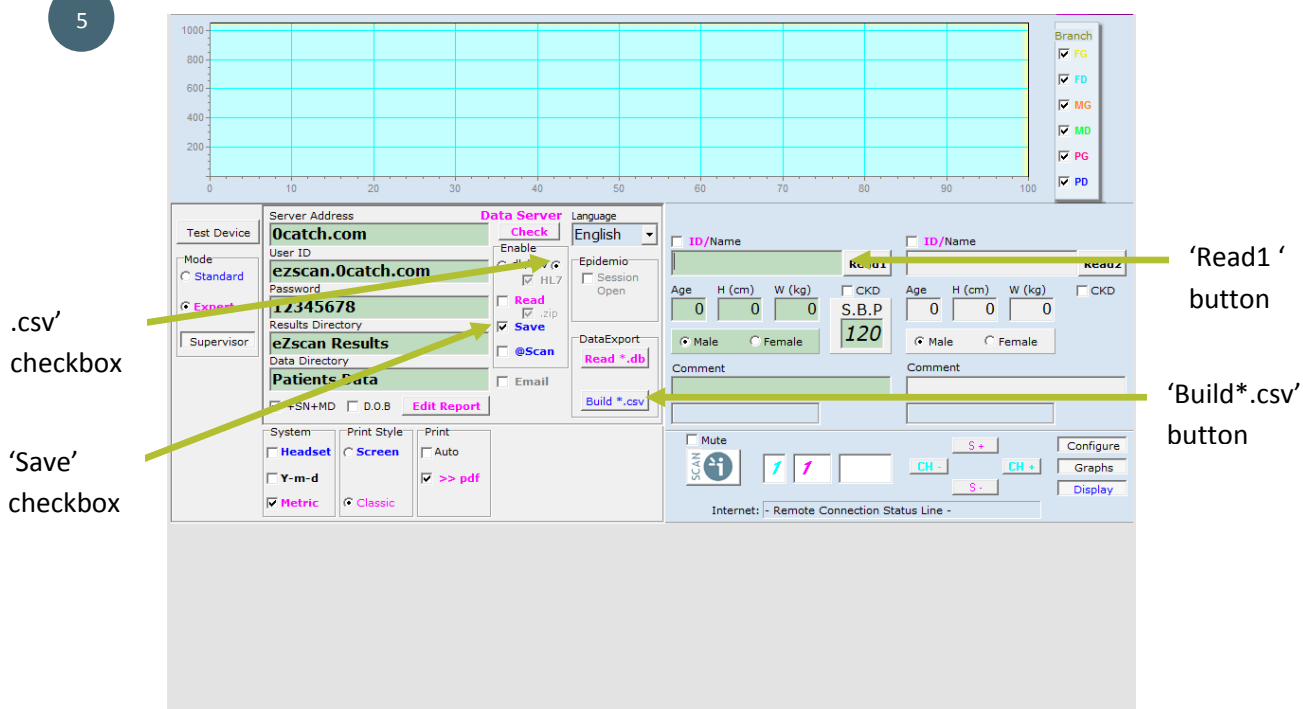 5
1000
800
600
400
200
0 10 20 30 40 50 60 70 80 90 100
Branch
FG
FD
MG
MD
PG
PD
Test Device
Mode
Standard
Expert
Supervisor
Server Address
0catch.com
User ID
ezscan.0catch.com
Password
12345678
Results Directory
eZscan Results
Data Directory
Patients Data
+SN+MD D.O.B Edit Report
Data Server
Check
Enable
HL7
Read
.zip
Save
@Scan
Email
Language
English
Epidemio
Session
Open
DataExport
Read *.db
Build *.csv
System
Headset
Y-m-d
Metric
Print Style
Screen
Classic
Print
Auto
>> pdf
ID/Name
Read1
Age H (cm) W (kg) CKD
0 0 0 S.B.P
120
Male Female
Comment
ID/Name
Read2
Age H (cm) W (kg) CKD
0 0 0
Male Female
Comment
Mute
SCAN
1 1
S +
CH - CH +
S -
Configure
Graphs
Display
Internet: - Remote Connection Status Line -
.csv’
checkbox
‘Save’
checkbox
‘Read1 ‘
button
‘Build*.csv’
button